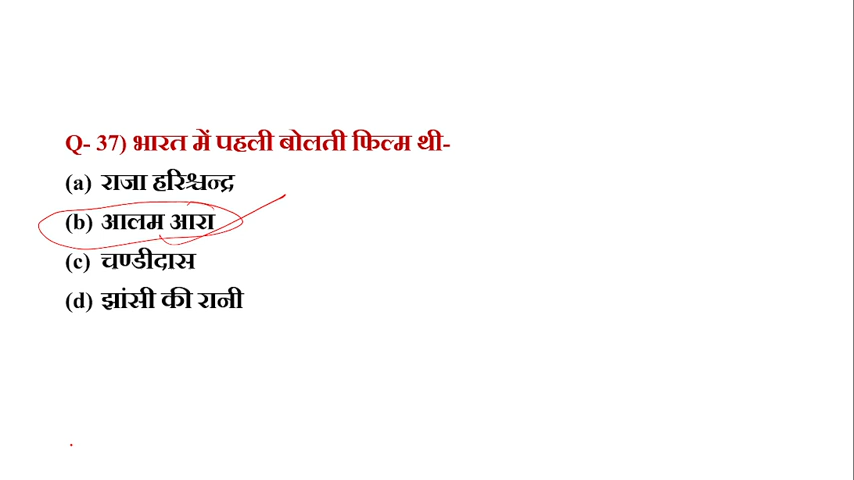 Q- 37) भारत में पहली बोलती फिल्म थी-
(a) राजा हरिश्चन्द्र
(b) आलम आरा
(c) चण्डीदास
(d) झांसी की रानी